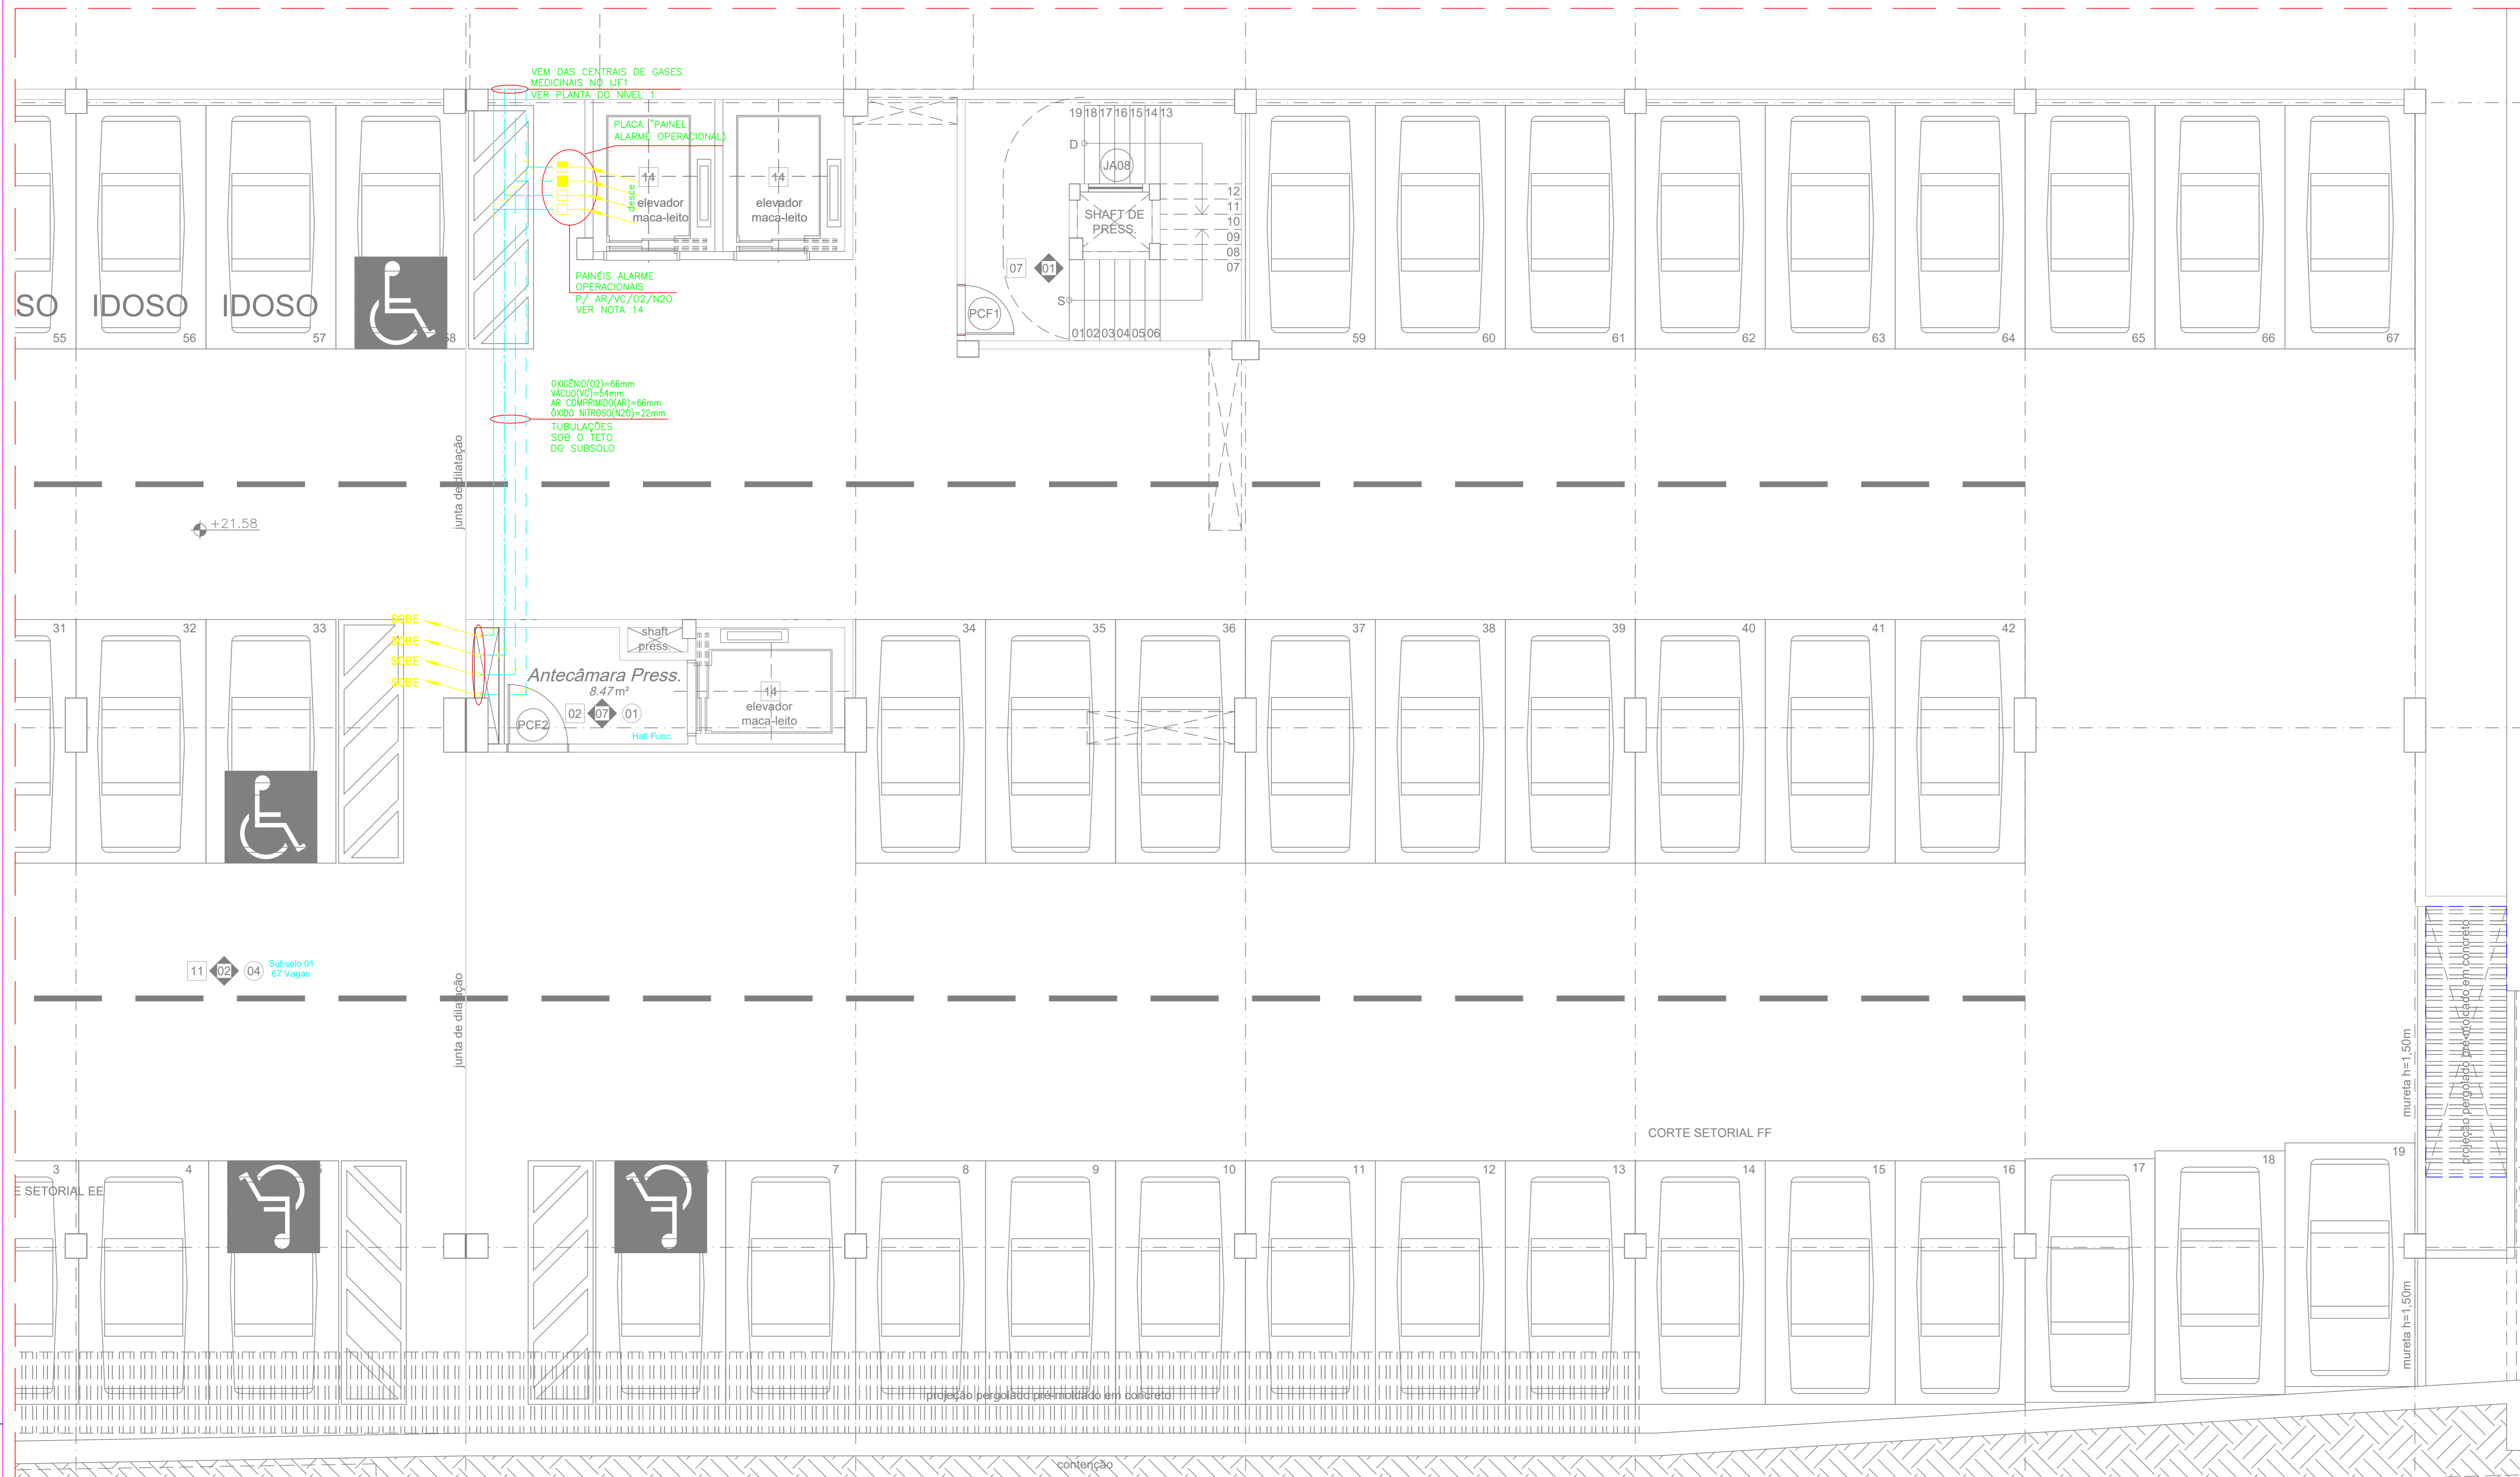 VEM DAS CENTRAIS DE GASES
MEDICINAIS NO IJF1
VER PLANTA DO NÍVEL 1
PLACA "PAINEL
ALARME OPERACIONAL)
14
14
desce
elevador
maca-leito
elevador
maca-leito
PAINÉIS ALARME
OPERACIONAIS
P/ AR/VC/O2/N2O
VER NOTA 14
19 18 17 16 15 14 13
D
JA08
SHAFT DE
PRESS.
12
11
10
09
08
07
07
01
S
PCF1
01 02 03 04 05 06
SO
IDOSO
IDOSO
55
56
57
58
59
60
61
62
63
64
65
66
67
OXIGÊNIO(O2)=66mm
VÁCUO(VC)=54mm
AR COMPRIMIDO(AR)=66mm
ÓXIDO NITROSO(N2O)=22mm
TUBULAÇÕES
SOB O TETO
DO SUBSOLO
junta de dilatação
+21.58
31
32
33
SOBE
SOBE
SOBE
SOBE
shaft
press.
Antecâmara Press.
8.47 m²
PCF2
02
07
01
Hall Func.
14
elevador
maca-leito
34
35
36
37
38
39
40
41
42
11
02
04
Subsolo 01
67 Vagas
junta de dilatação
projeção pergolado pré-moldado em concreto
mureta h=1,50m
CORTE SETORIAL FF
3
4
5
6
7
8
9
10
11
12
13
14
15
16
17
18
19
E SETORIAL EE
mureta h=1,50m
projeção pergolado pré-moldado em concreto
contenção